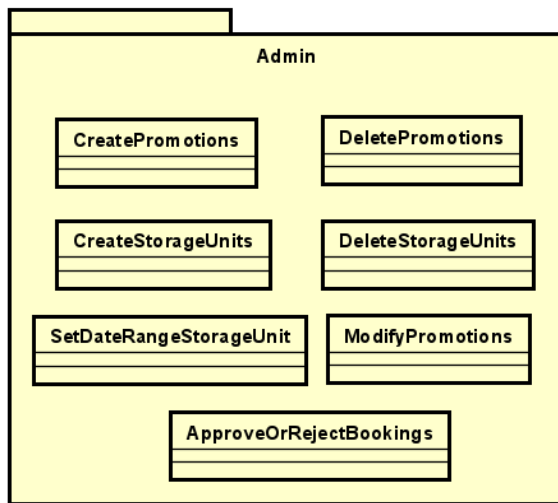 Admin
CreatePromotions
DeletePromotions
CreateStorageUnits
DeleteStorageUnits
SetDateRangeStorageUnit
ModifyPromotions
ApproveOrRejectBookings